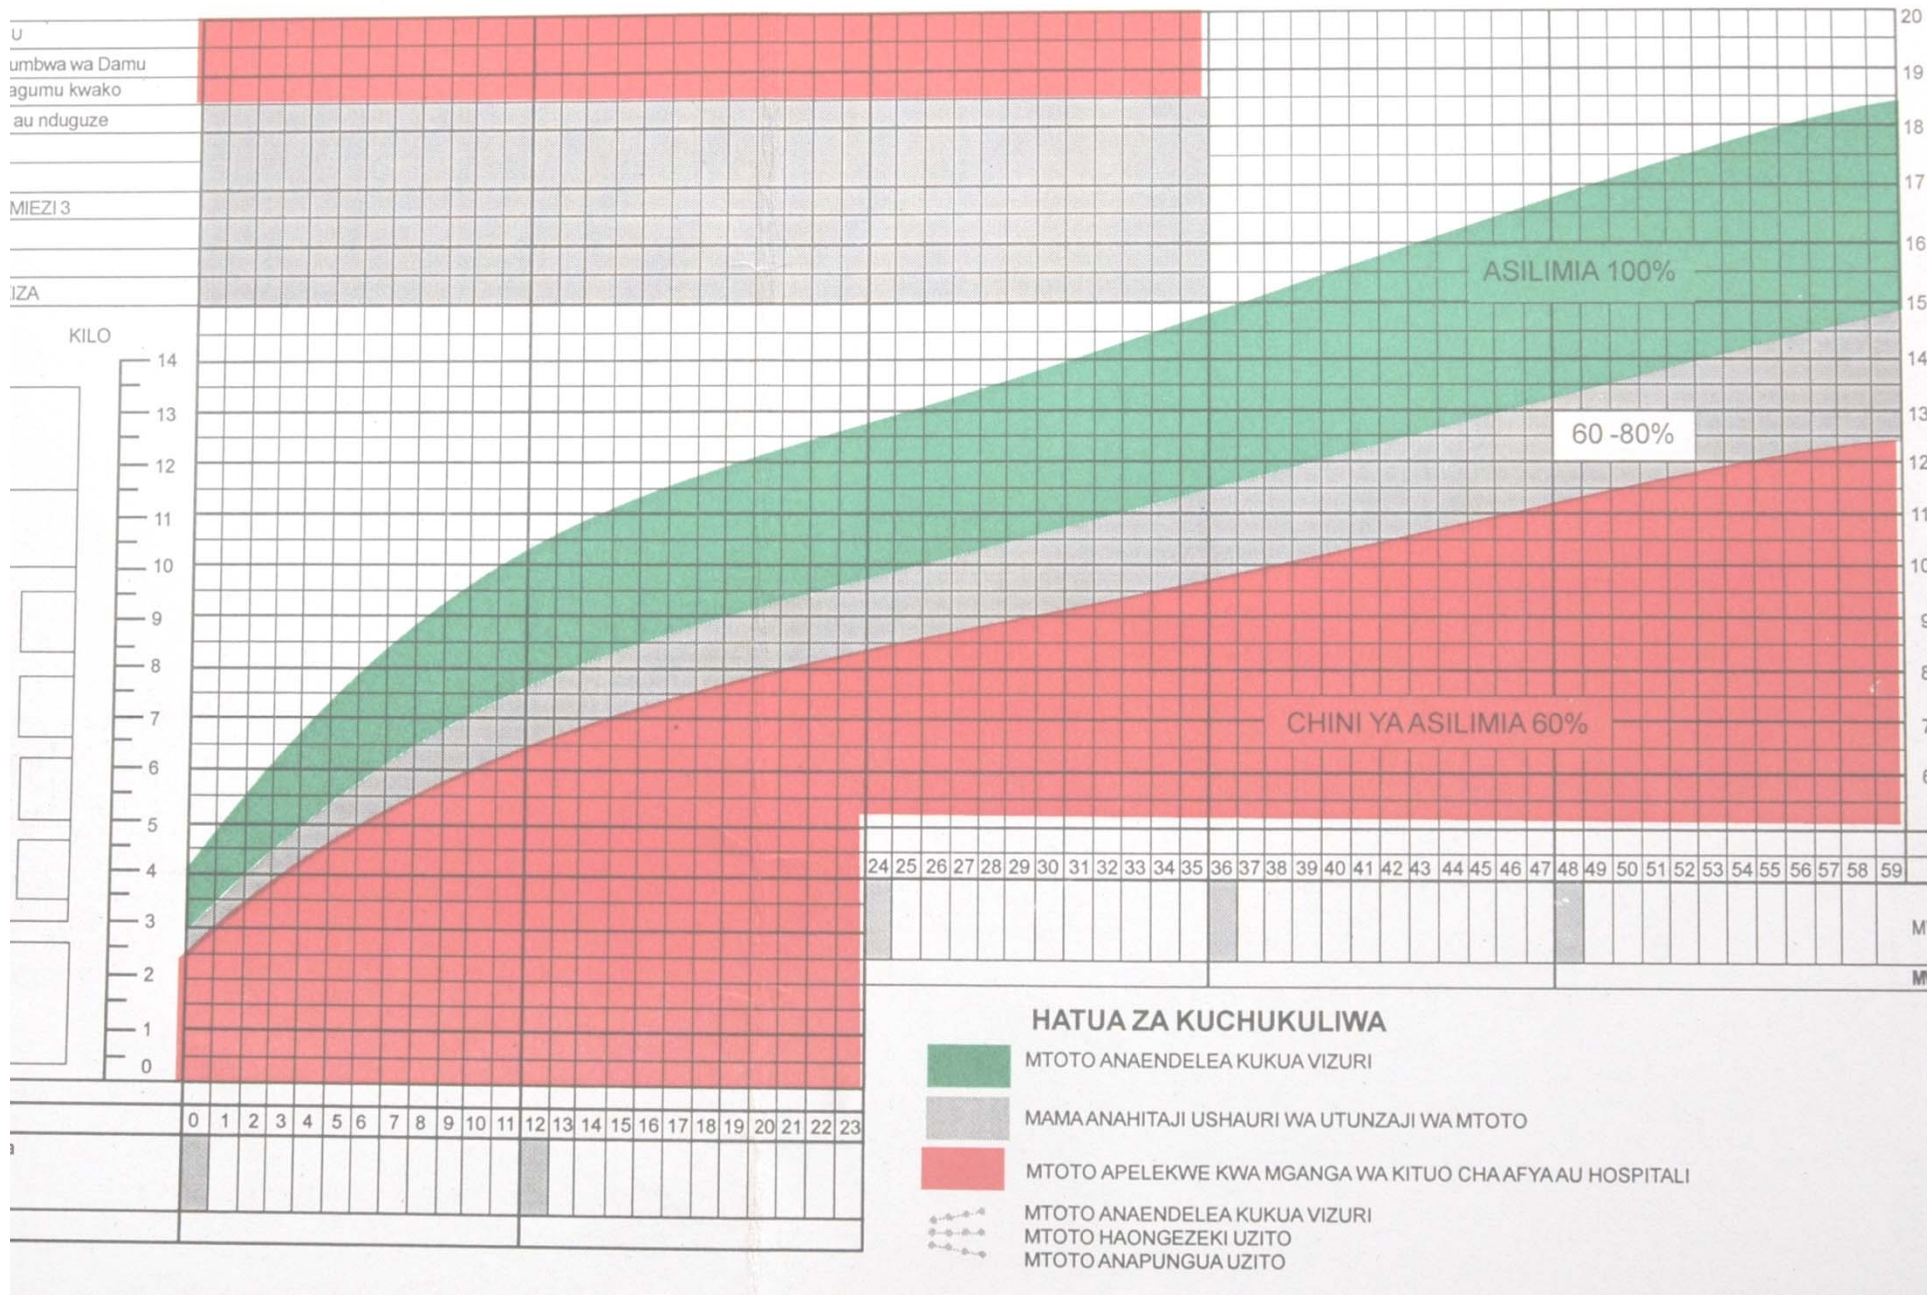 U
umbwa wa Damu
agumu kwako
au nduguze
MIEZI 3
IZA
KILO
14
13
12
11
10
9
8
7
6
5
4
3
2
1
0
20
19
18
17
16
15
14
13
12
11
10
9
8
7
6
ASILIMIA 100%
60 -80%
CHINI YA ASILIMIA 60%
24 25 26 27 28 29 30 31 32 33 34 35 36 37 38 39 40 41 42 43 44 45 46 47 48 49 50 51 52 53 54 55 56 57 58 59
M
M
0 1 2 3 4 5 6 7 8 9 10 11 12 13 14 15 16 17 18 19 20 21 22 23
a
HATUA ZA KUCHUKULIWA
MTOTO ANAENDELEA KUKUA VIZURI
MAMA ANAHITAJI USHAURI WA UTUNZAJI WA MTOTO
MTOTO APELEKWE KWA MGANGA WA KITUO CHA AFYA AU HOSPITALI
MTOTO ANAENDELEA KUKUA VIZURI
MTOTO HAONGEZEKI UZITO
MTOTO ANAPUNGUA UZITO